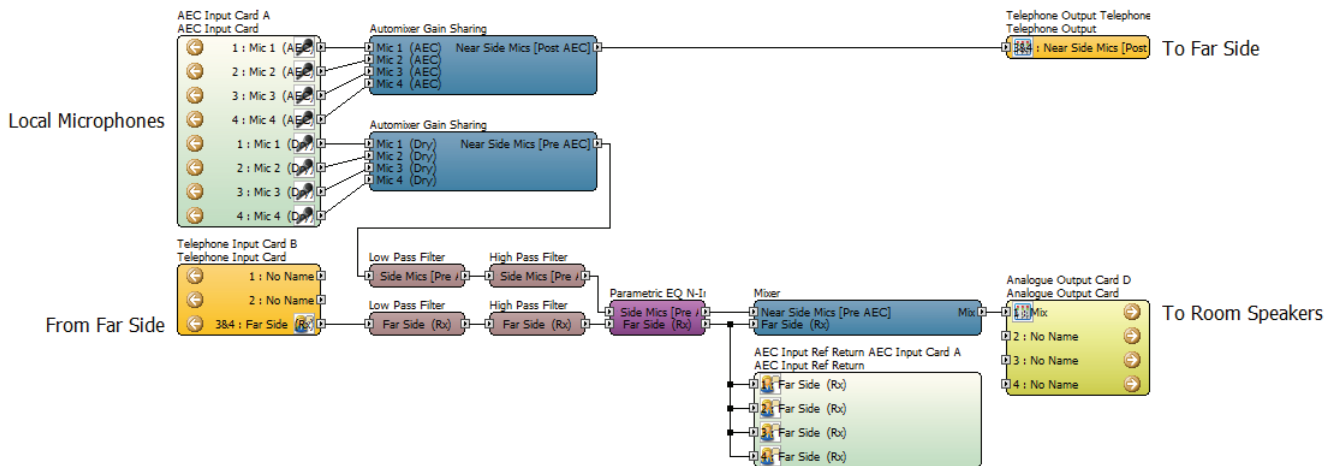 AEC Input Card A
AEC Input Card
1 : Mic 1 (AEC)
2 : Mic 2 (AEC)
3 : Mic 3 (AEC)
4 : Mic 4 (AEC)
1 : Mic 1
2 : Mic 2
3 : Mic 3
4 : Mic 4
Local Microphones
Automixer Gain Sharing
Mic 1 (AEC) Near Side Mics [Post AEC]
Mic 2 (AEC)
Mic 3 (AEC)
Mic 4 (AEC)
Automixer Gain Sharing
Mic 1 (Dry) Near Side Mics [Pre AEC]
Mic 2 (Dry)
Mic 3 (Dry)
Mic 4 (Dry)
Telephone Output Telephone
Telephone Output
3&4 : Near Side Mics [Post
To Far Side
Telephone Input Card B
Telephone Input Card
1 : No Name
2 : No Name
3&4 : Far Side (Rx)
From Far Side
Low Pass Filter
Side Mics [Pre
High Pass Filter
Side Mics [Pre
Low Pass Filter
Far Side (Rx)
High Pass Filter
Far Side (Rx)
Parametric EQ
Side Mics [Pre
Far Side (Rx)
Mixer
Near Side Mics [Pre AEC] Mix
Far Side (Rx)
AEC Input Ref Return AEC Input Card A
AEC Input Ref Return
1 : Far Side (Rx)
2 : Far Side (Rx)
3 : Far Side (Rx)
4 : Far Side (Rx)
Analogue Output Card D
Analogue Output Card
1 : Mix
2 : No Name
3 : No Name
4 : No Name
To Room Speakers